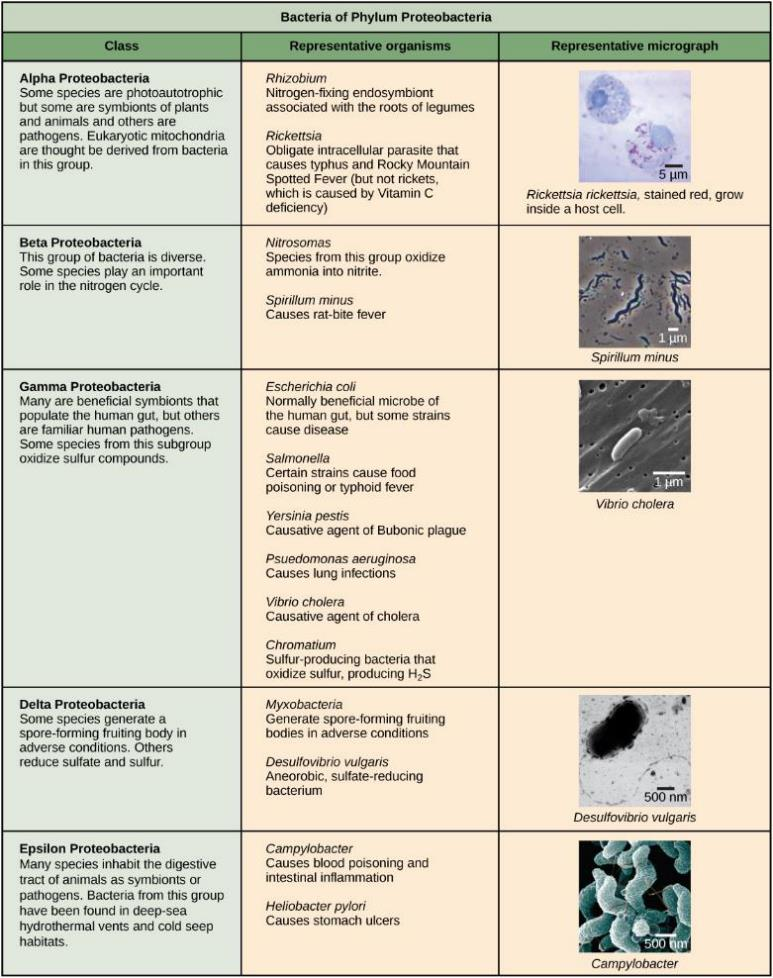 Bacteria of Phylum Proteobacteria
Class
Representative organisms
Representative micrograph
Alpha Proteobacteria
Some species are photoautotrophic
but some are symbionts of plants
and animals and others are
pathogens. Eukaryotic mitochondria
are thought be derived from bacteria
in this group.
Rhizobium
Nitrogen-fixing endosymbiont
associated with the roots of legumes
Rickettsia
Obligate intracellular parasite that
causes typhus and Rocky Mountain
Spotted Fever (but not rickets,
which is caused by Vitamin C
deficiency)
5 µm
Rickettsia rickettsia, stained red, grow
inside a host cell.
Beta Proteobacteria
This group of bacteria is diverse.
Some species play an important
role in the nitrogen cycle.
Nitrosomas
Species from this group oxidize
ammonia into nitrite.
Spirillum minus
Causes rat-bite fever
1 µm
Spirillum minus
Gamma Proteobacteria
Many are beneficial symbionts that
populate the human gut, but others
are familiar human pathogens.
Some species from this subgroup
oxidize sulfur compounds.
Escherichia coli
Normally beneficial microbe of
the human gut, but some strains
cause disease
Salmonella
Certain strains cause food
poisoning or typhoid fever
Yersinia pestis
Causative agent of Bubonic plague
Psuedomonas aeruginosa
Causes lung infections
Vibrio cholera
Causative agent of cholera
Chromatium
Sulfur-producing bacteria that
oxidize sulfur, producing H₂S
1 µm
Vibrio cholera
Delta Proteobacteria
Some species generate a
spore-forming fruiting body in
adverse conditions. Others
reduce sulfate and sulfur.
Myxobacteria
Generate spore-forming fruiting
bodies in adverse conditions
Desulfovibrio vulgaris
Aneorobic, sulfate-reducing
bacterium
500 nm
Desulfovibrio vulgaris
Epsilon Proteobacteria
Many species inhabit the digestive
tract of animals as symbionts or
pathogens. Bacteria from this group
have been found in deep-sea
hydrothermal vents and cold seep
habitats.
Campylobacter
Causes blood poisoning and
intestinal inflammation
Heliobacter pylori
Causes stomach ulcers
500 nm
Campylobacter